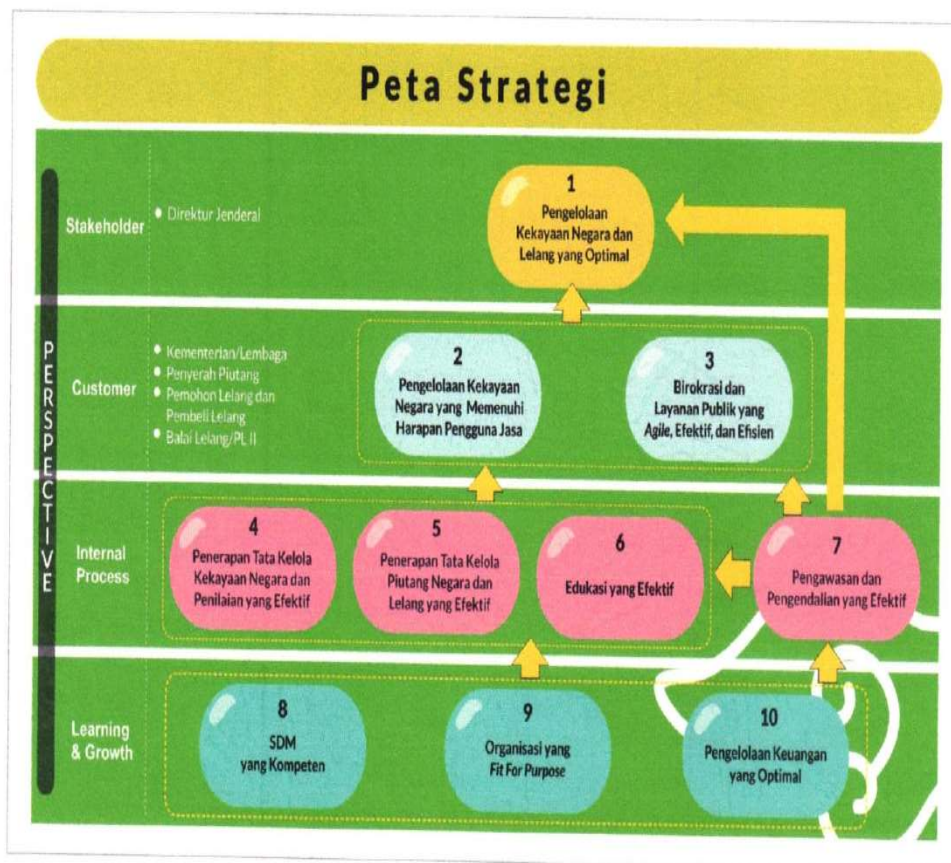 Peta Strategi
PERSPECTIVE
Stakeholder
• Direktur Jenderal
1
Pengelolaan
Kekayaan Negara dan
Lelang yang Optimal
Customer
• Kementerian/Lembaga
• Penyerah Piutang
• Pemohon Lelang dan
Pembeli Lelang
• Balai Lelang/PL II
2
Pengelolaan Kekayaan
Negara yang Memenuhi
Harapan Pengguna Jasa
3
Birokrasi dan
Layanan Publik yang
Agile, Efektif, dan Efisien
Internal
Process
4
Penerapan Tata Kelola
Kekayaan Negara dan
Penilaian yang Efektif
5
Penerapan Tata Kelola
Piutang Negara dan
Lelang yang Efektif
6
Edukasi yang Efektif
7
Pengawasan dan
Pengendalian yang Efektif
Learning
& Growth
8
SDM
yang Kompeten
9
Organisasi yang
Fit For Purpose
10
Pengelolaan Keuangan
yang Optimal